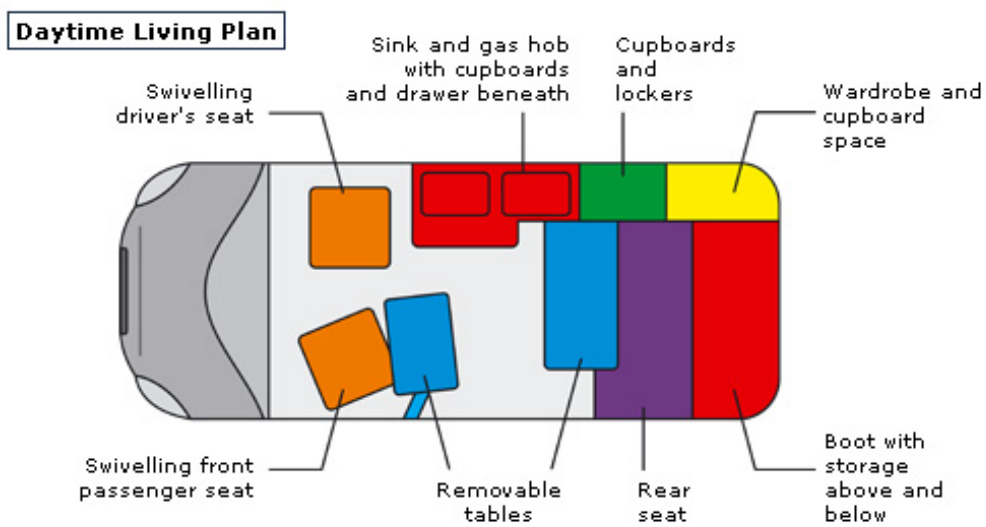 Daytime Living Plan
Swivelling
driver's seat
Sink and gas hob
with cupboards
and drawer beneath
Cupboards
and
lockers
Wardrobe and
cupboard
space
Swivelling front
passenger seat
Removable
tables
Rear
seat
Boot with
storage
above and
below